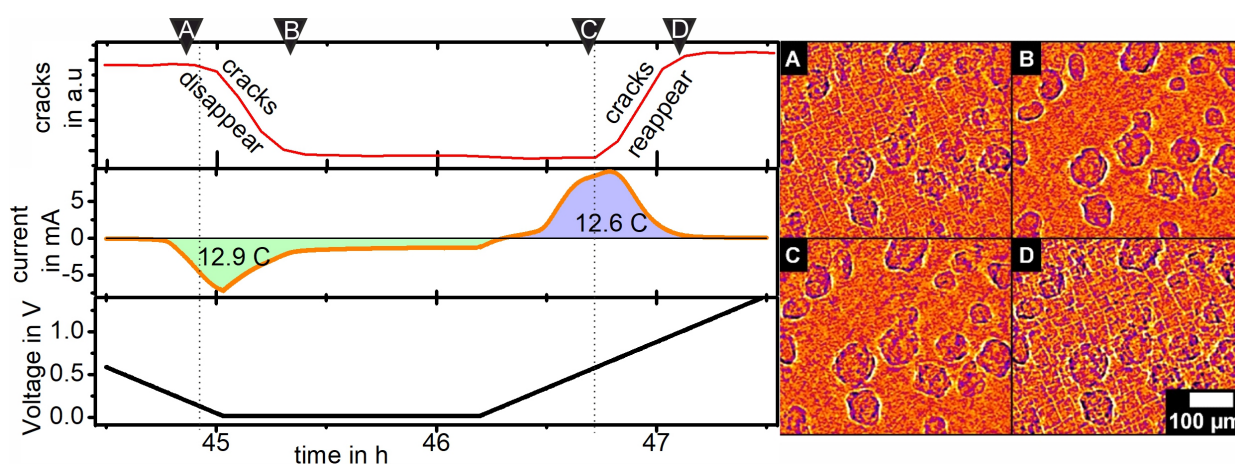 A B C D
cracks
in a.u
cracks
disappear
cracks
reappear
current
in mA
5
0
-5
12.9 C
12.6 C
Voltage in V
1.0
0.5
0.0
45 46 47
time in h
A B
C D
100 µm